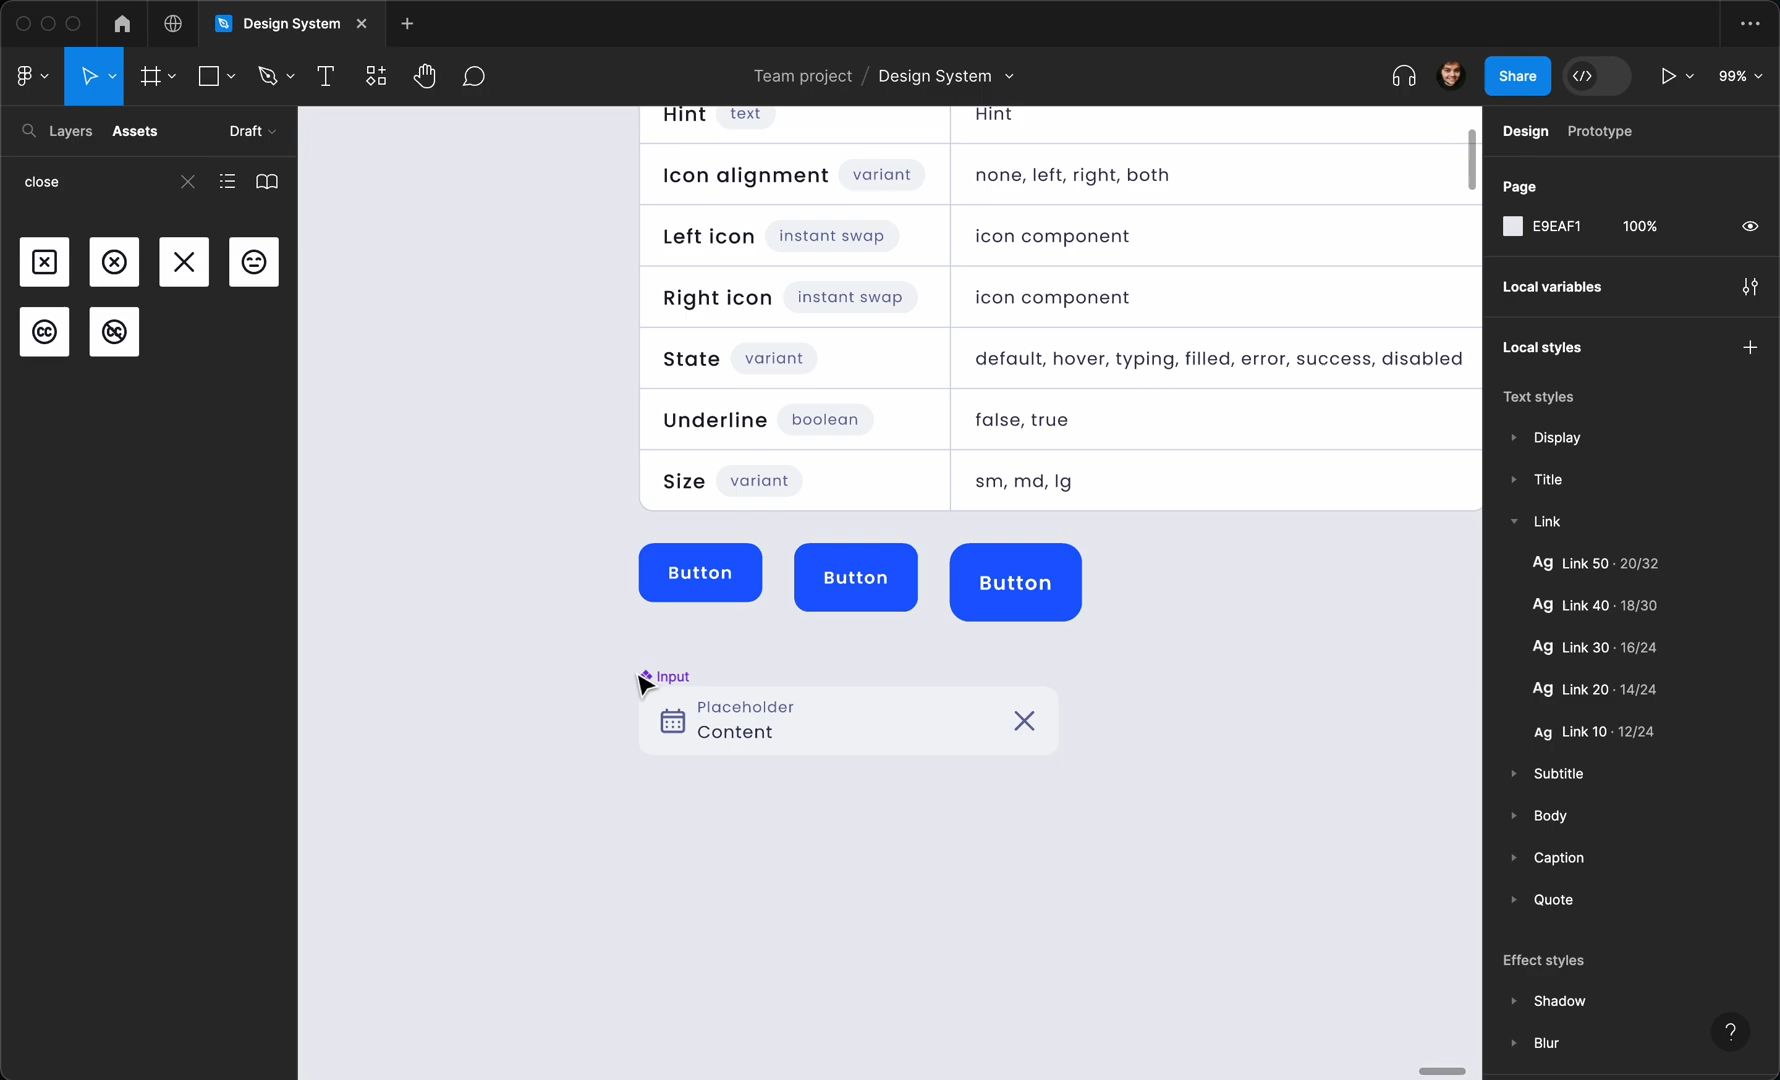 Design System
Team project / Design System
Share
99%
Layers
Assets
Draft
close
Hint text
Hint
Icon alignment variant
none, left, right, both
Left icon instant swap
icon component
Right icon instant swap
icon component
State variant
default, hover, typing, filled, error, success, disabled
Underline boolean
false, true
Size variant
sm, md, lg
Button
Button
Button
Input
Placeholder
Content
Design
Prototype
Page
E9EAF1
100%
Local variables
Local styles
Text styles
Display
Title
Link
Ag Link 50 · 20/32
Ag Link 40 · 18/30
Ag Link 30 · 16/24
Ag Link 20 · 14/24
Ag Link 10 · 12/24
Subtitle
Body
Caption
Quote
Effect styles
Shadow
Blur
?